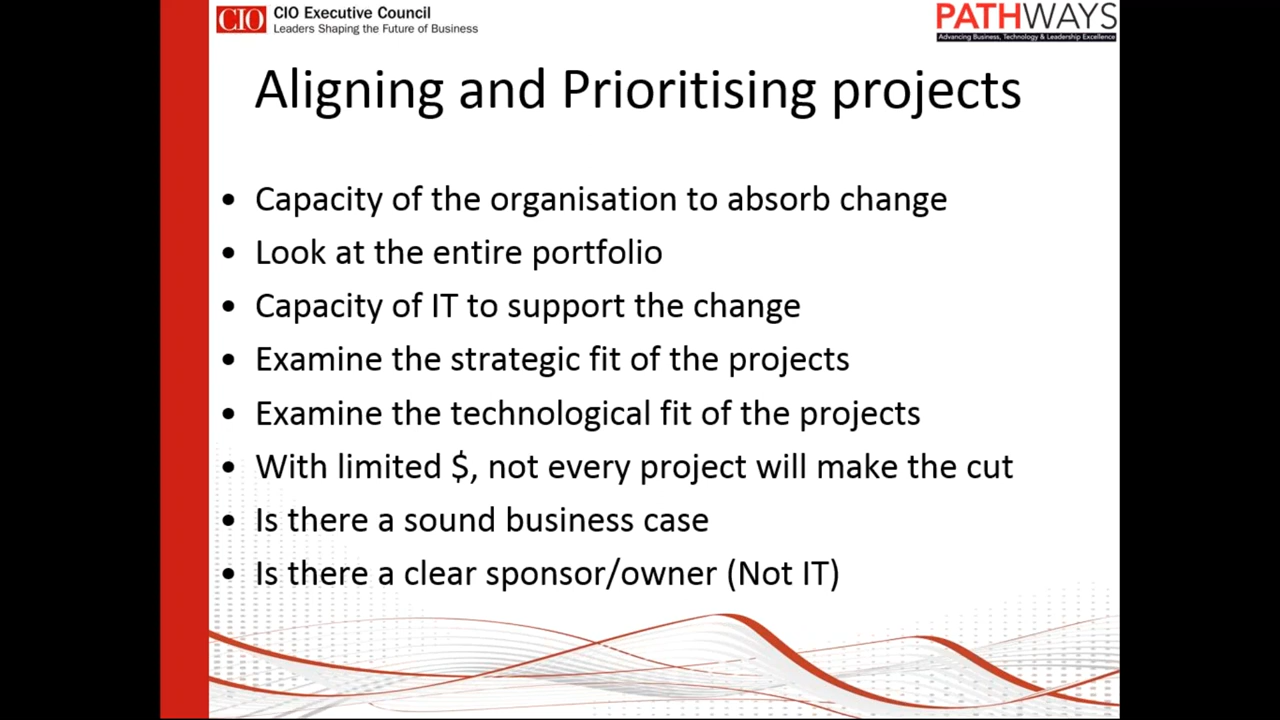 CIO
CIO Executive Council
Leaders Shaping the Future of Business
PATHWAYS
Advancing Business, Technology & Leadership Excellence
Aligning and Prioritising projects
• Capacity of the organisation to absorb change
• Look at the entire portfolio
• Capacity of IT to support the change
• Examine the strategic fit of the projects
• Examine the technological fit of the projects
• With limited $, not every project will make the cut
• Is there a sound business case
• Is there a clear sponsor/owner (Not IT)